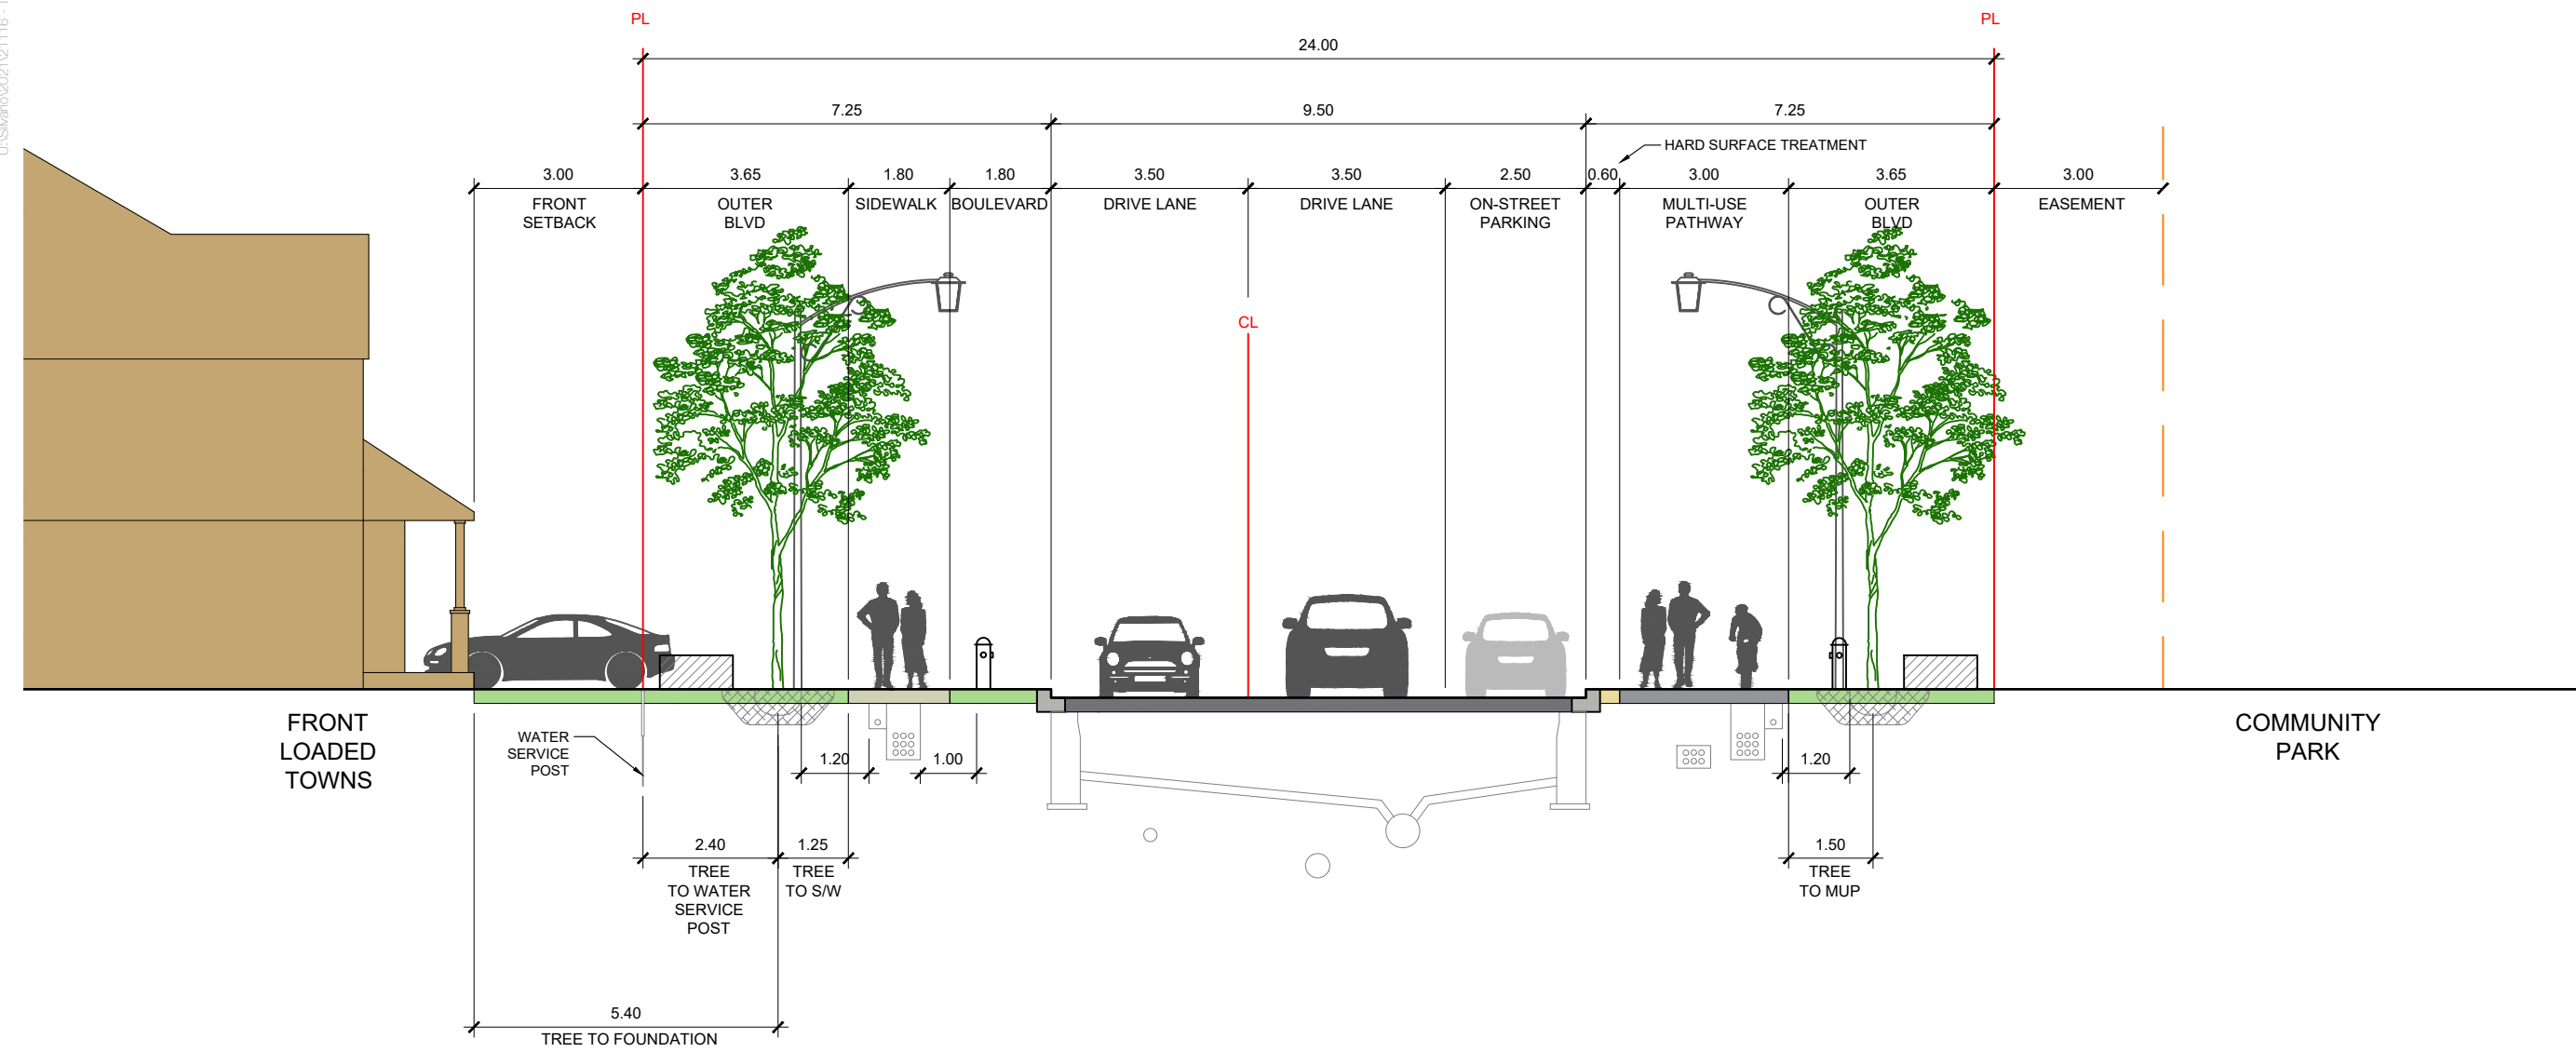 PL
PL
24.00
7.25
9.50
7.25
HARD SURFACE TREATMENT
3.00
3.65
1.80
1.80
3.50
3.50
2.50
0.60
3.00
3.65
3.00
FRONT
SETBACK
OUTER
BLVD
SIDEWALK
BOULEVARD
DRIVE LANE
DRIVE LANE
ON-STREET
PARKING
MULTI-USE
PATHWAY
OUTER
BLVD
EASEMENT
CL
FRONT
LOADED
TOWNS
WATER
SERVICE
POST
1.20
1.00
1.20
COMMUNITY
PARK
2.40
TREE
TO WATER
SERVICE
POST
1.25
TREE
TO S/W
1.50
TREE
TO MUP
5.40
TREE TO FOUNDATION